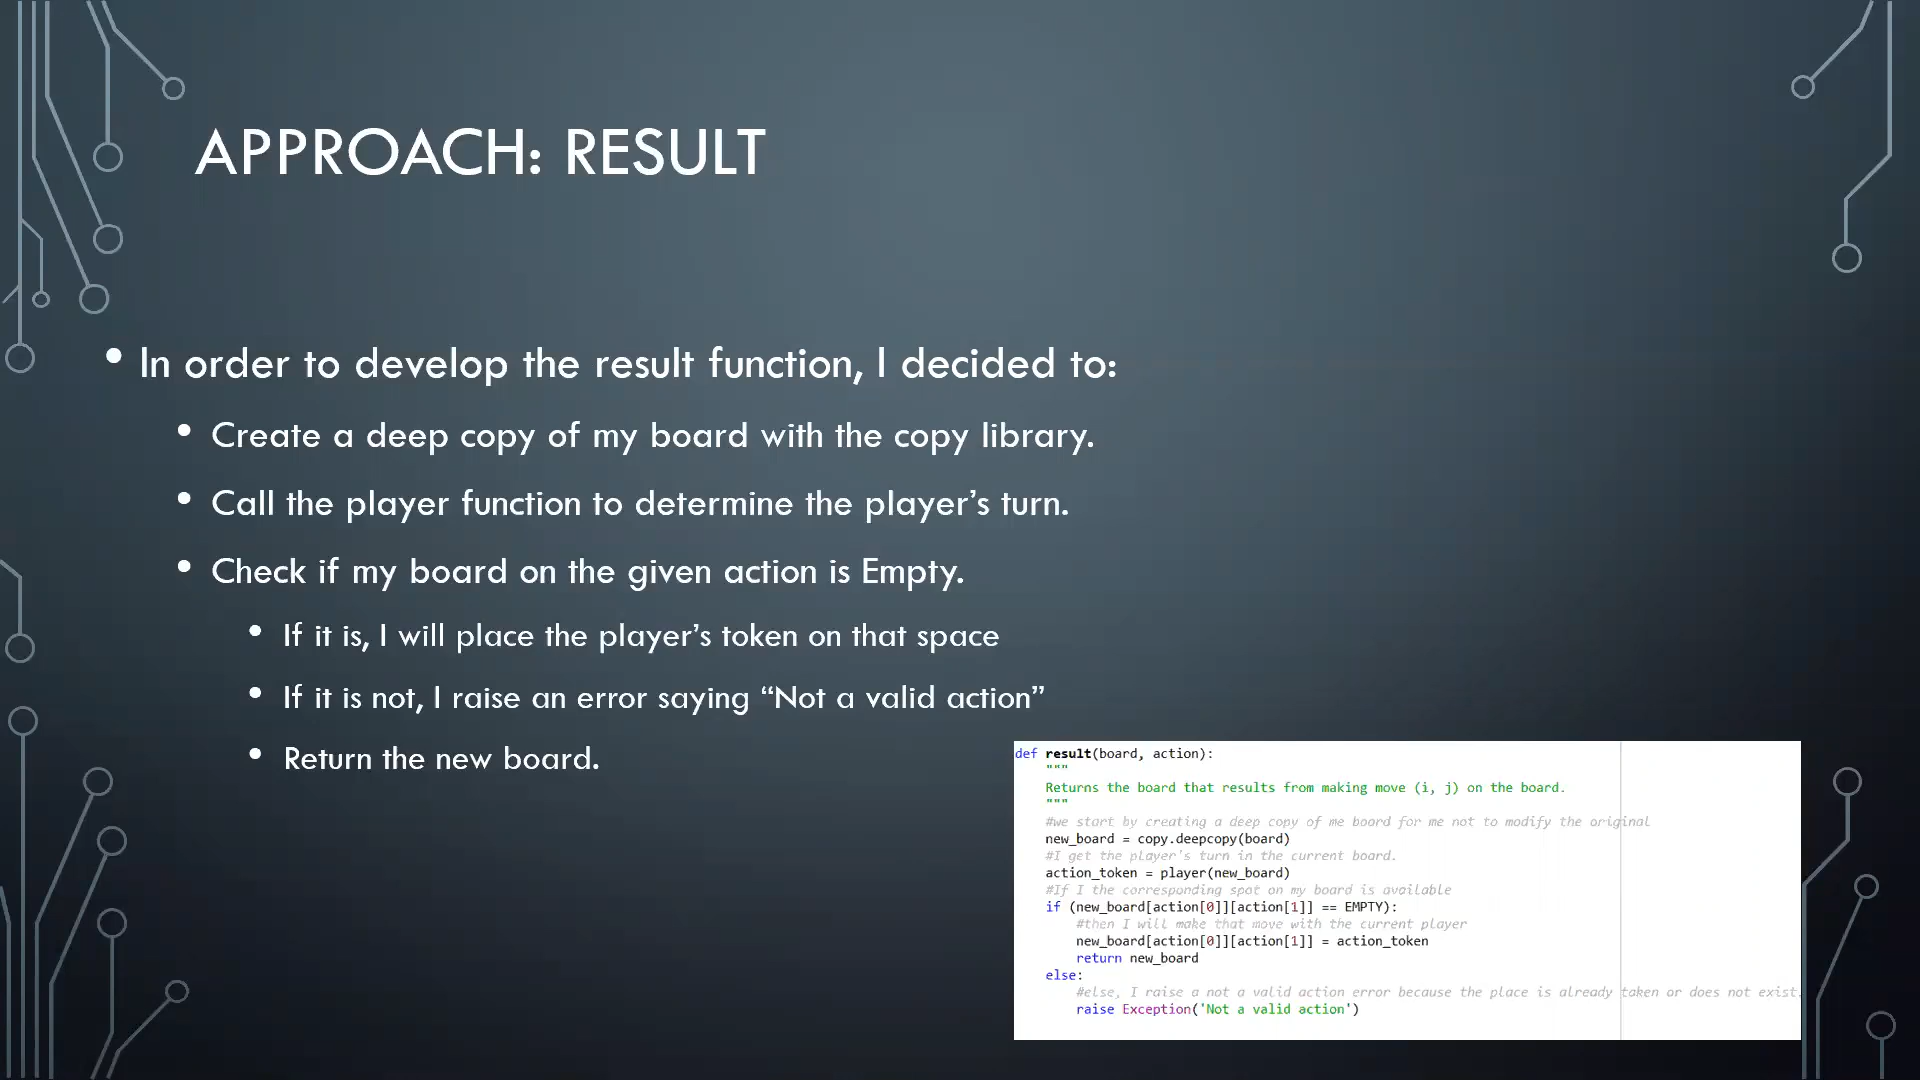 APPROACH: RESULT
• In order to develop the result function, I decided to:
• Create a deep copy of my board with the copy library.
• Call the player function to determine the player’s turn.
• Check if my board on the given action is Empty.
• If it is, I will place the player’s token on that space
• If it is not, I raise an error saying “Not a valid action”
• Return the new board.
def result(board, action):
"""
Returns the board that results from making move (i, j) on the board.
"""
#we start by creating a deep copy of me board for me not to modify the original
new_board = copy.deepcopy(board)
#I get the player's turn in the current board.
action_token = player(new_board)
#If I the corresponding spot on my board is available
if (new_board[action[0]][action[1]] == EMPTY):
#then I will make that move with the current player
new_board[action[0]][action[1]] = action_token
return new_board
else:
#else, I raise a not a valid action error because the place is already taken or does not exist.
raise Exception('Not a valid action')